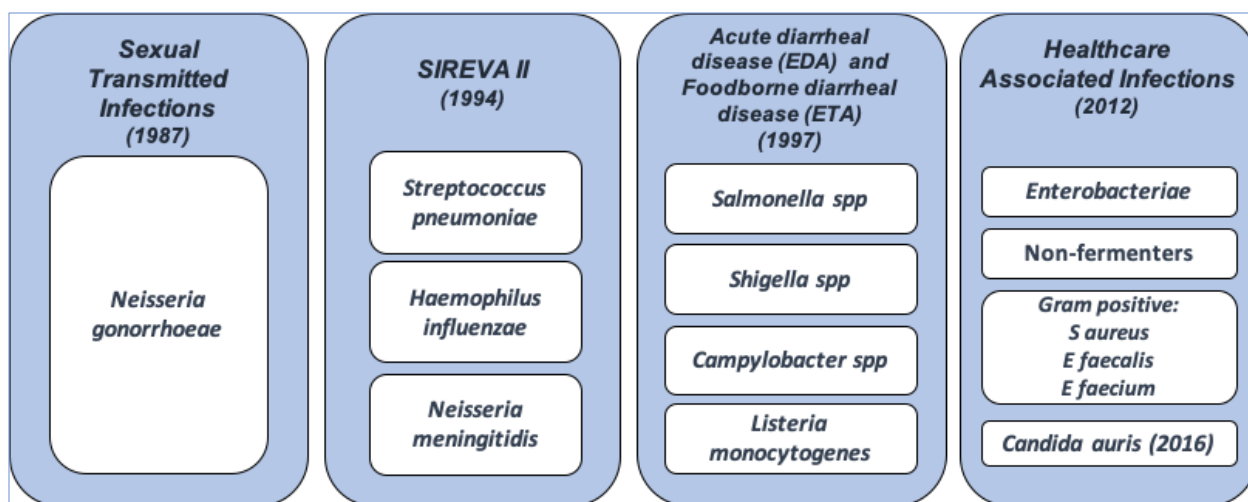 Sexual
Transmitted
Infections
(1987)
Neisseria
gonorrhoeae
SIREVA II
(1994)
Streptococcus
pneumoniae
Haemophilus
influenzae
Neisseria
meningitidis
Acute diarrheal
disease (EDA) and
Foodborne diarrheal
disease (ETA)
(1997)
Salmonella spp
Shigella spp
Campylobacter spp
Listeria
monocytogenes
Healthcare
Associated Infections
(2012)
Enterobacteriae
Non-fermenters
Gram positive:
S aureus
E faecalis
E faecium
Candida auris (2016)